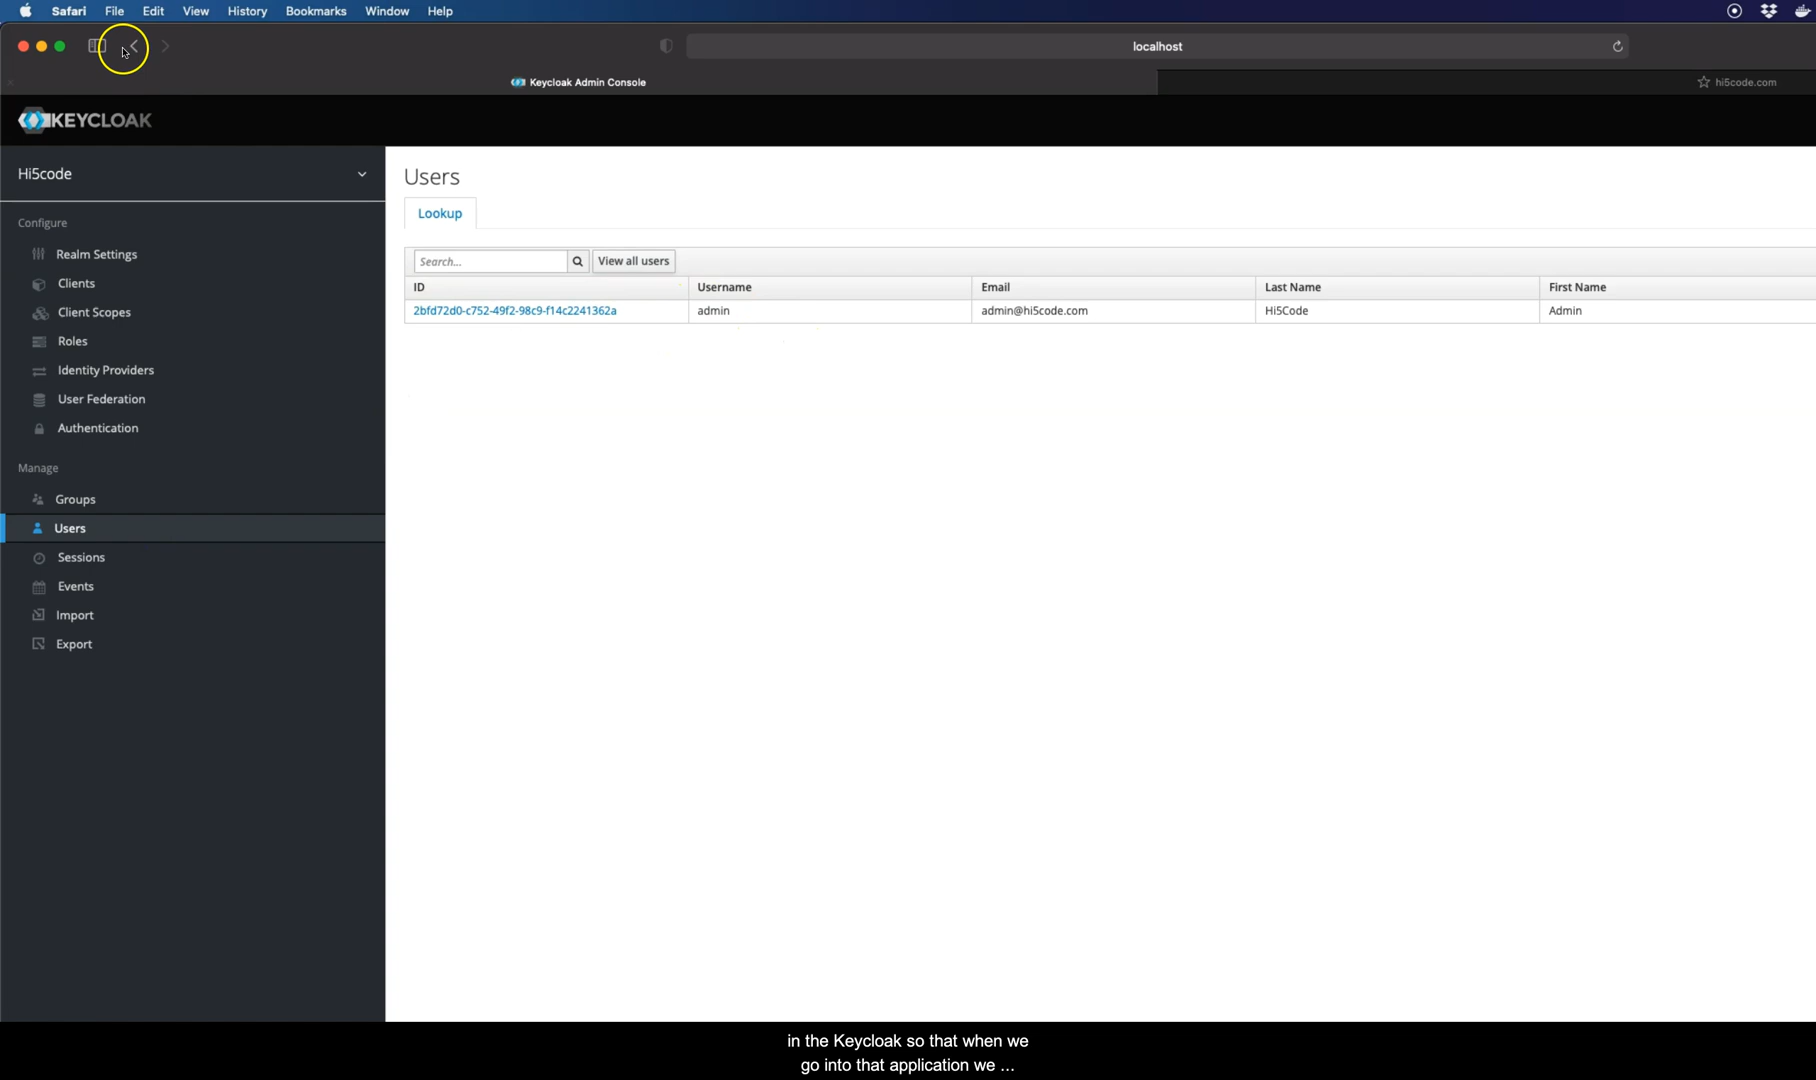 Safari File Edit View History Bookmarks Window Help
localhost
Keycloak Admin Console
hi5code.com
KEYCLOAK
Hi5code
Configure
Realm Settings
Clients
Client Scopes
Roles
Identity Providers
User Federation
Authentication
Manage
Groups
Users
Sessions
Events
Import
Export
Users
Lookup
Search... View all users
ID Username Email Last Name First Name
2bfd72d0-c752-49f2-98c9-f14c2241362a admin admin@hi5code.com Hi5Code Admin
in the Keycloak so that when we
go into that application we ...